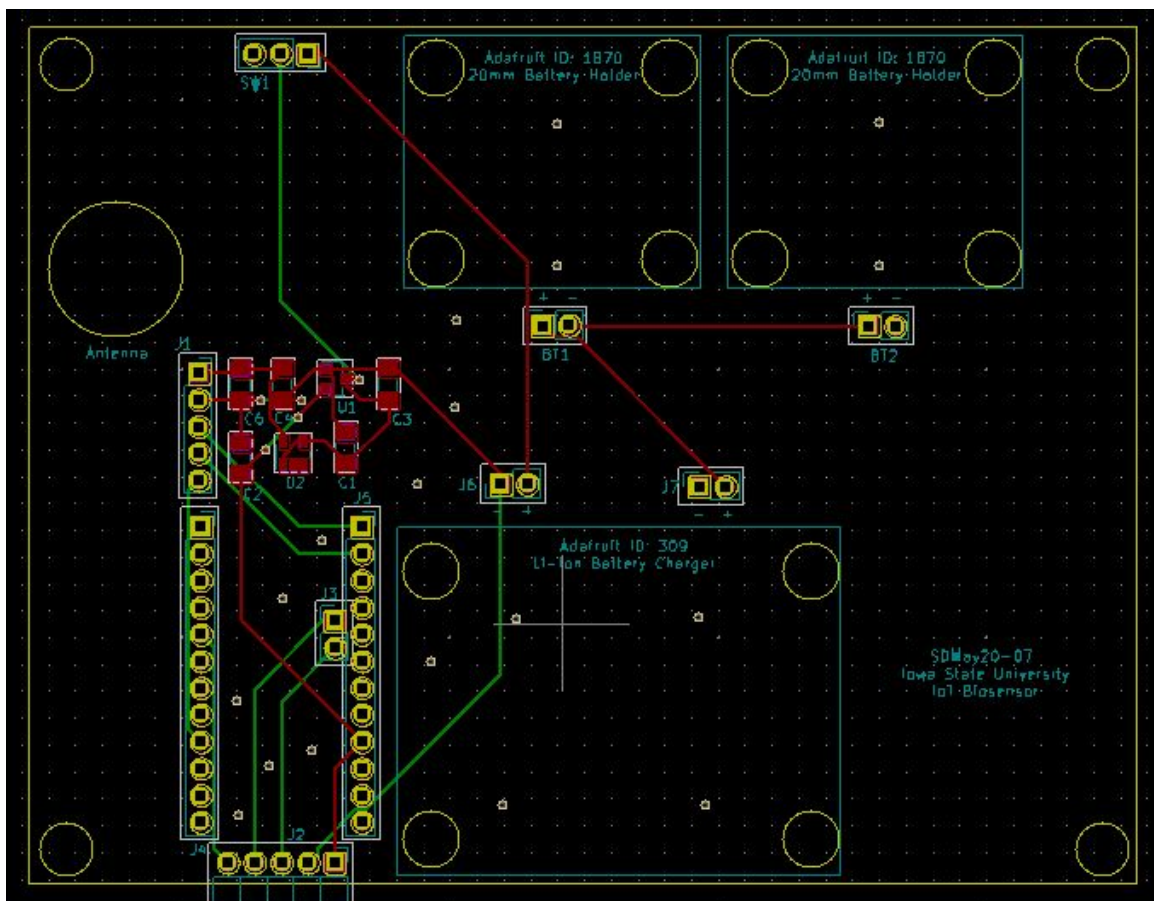 SW1
Adafruit ID: 1870
20mm Battery Holder
Adafruit ID: 1870
20mm Battery Holder
+ -
BT1
+ -
BT2
Antenna
J1
C6
C4
U1
C3
C2
U2
C1
J5
J6
- +
J7
- +
Adafruit ID: 309
Li-Ion Battery Charger
J3
SDMay20-07
Iowa State University
IoT Biosensor
J4
J2